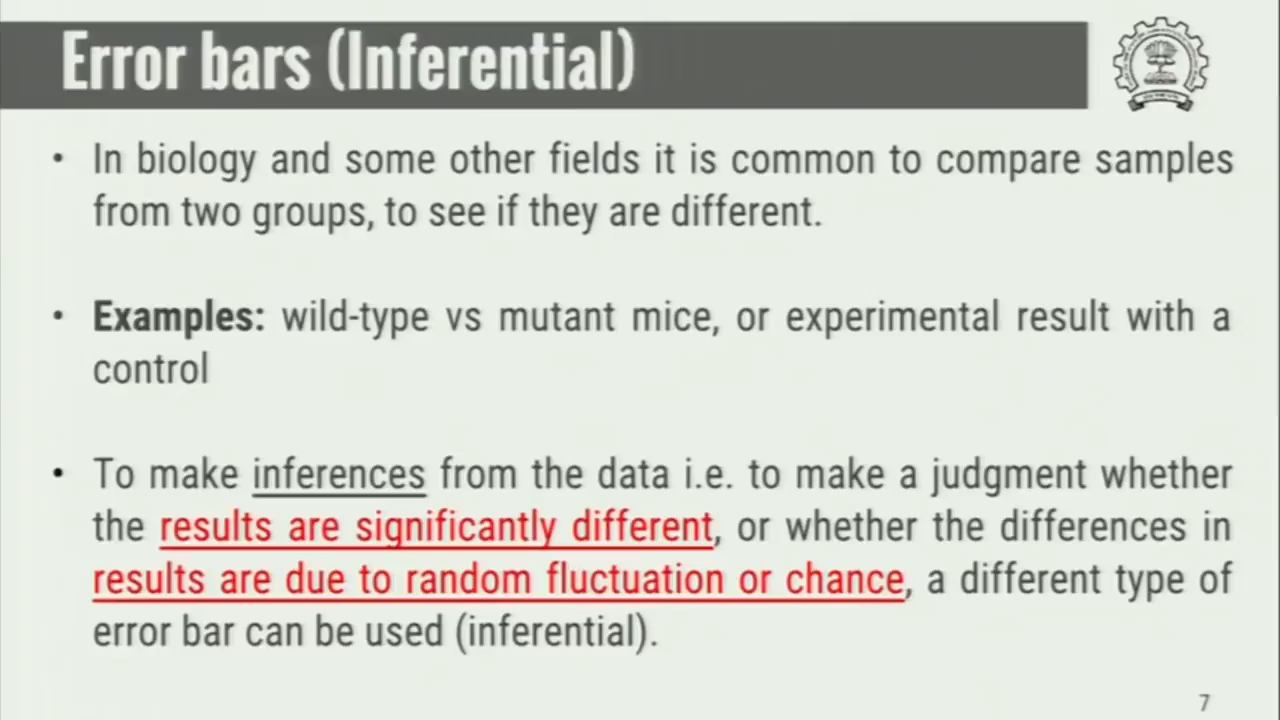 Error bars (Inferential)
• In biology and some other fields it is common to compare samples
from two groups, to see if they are different.
• Examples: wild-type vs mutant mice, or experimental result with a
control
• To make inferences from the data i.e. to make a judgment whether
the results are significantly different, or whether the differences in
results are due to random fluctuation or chance, a different type of
error bar can be used (inferential).
7